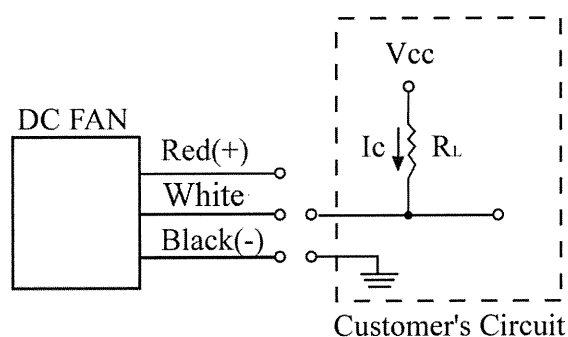 Vcc
DC FAN
Red(+)
Ic
RL
White
Black(-)
Customer's Circuit